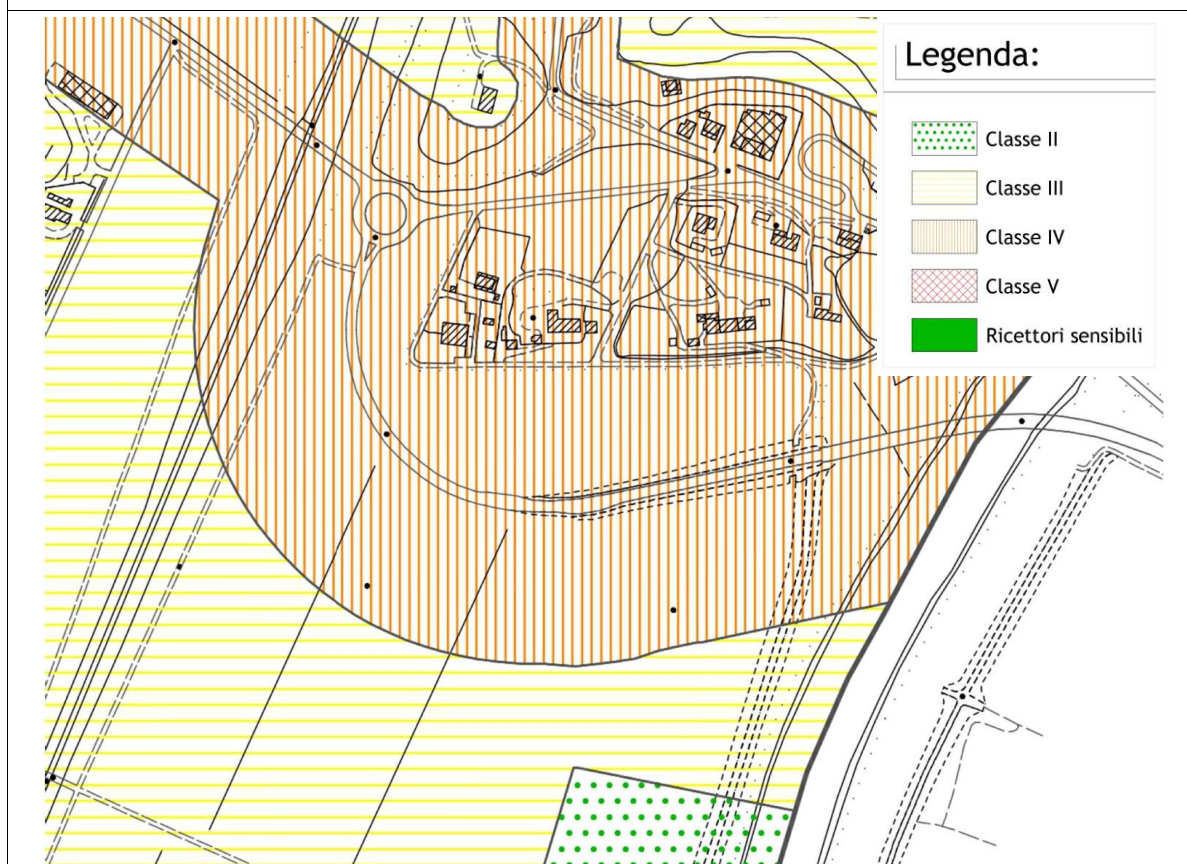 Legenda:
Classe II
Classe III
Classe IV
Classe V
Ricettori sensibili